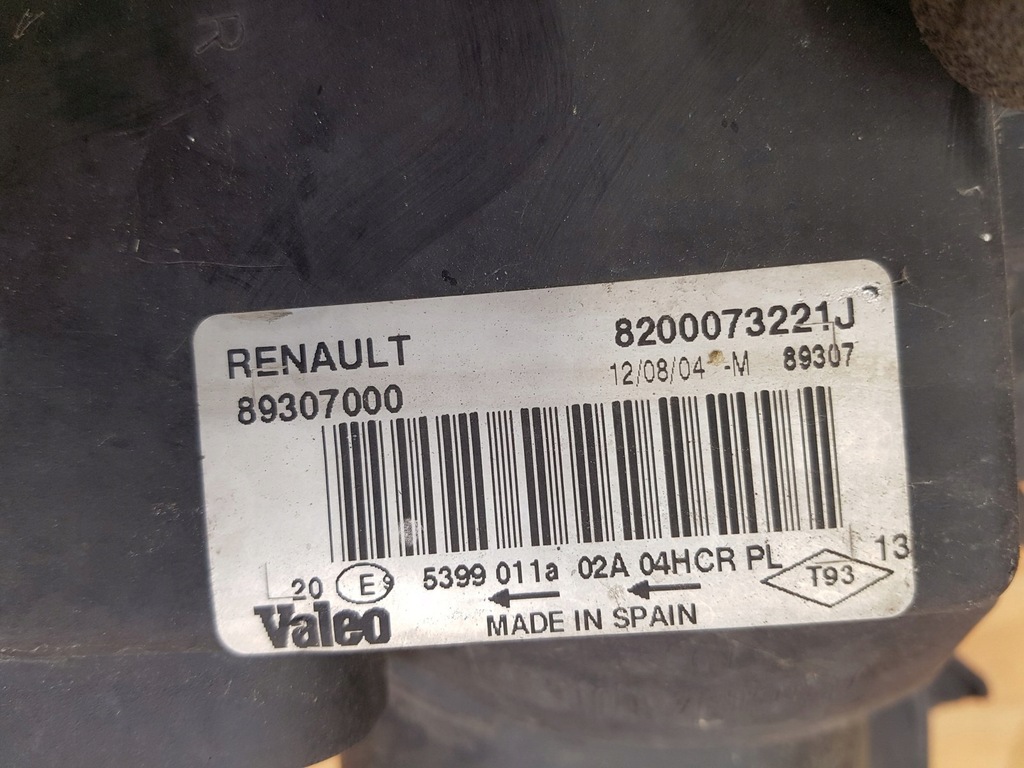 R
RENAULT 8200073221J
12/08/04 -M 89307
89307000
20 E9 5399 011a 02A 04HCR PL T93 13
Valeo MADE IN SPAIN